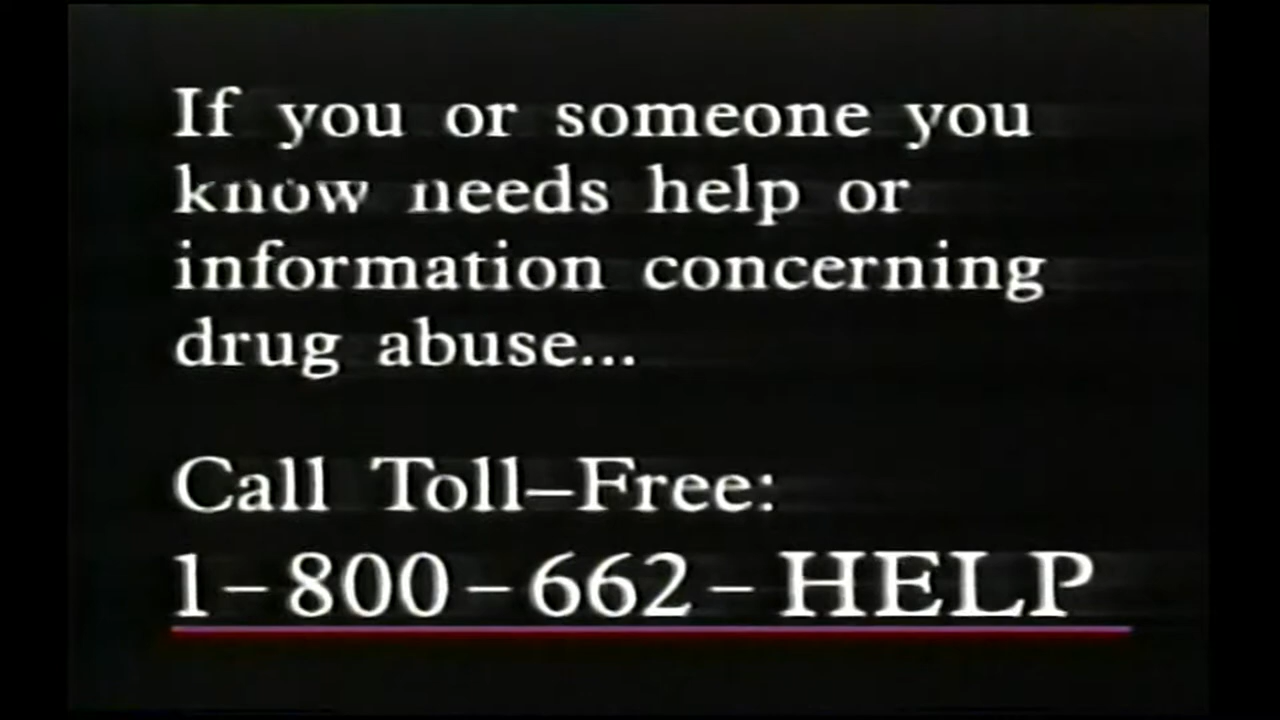 If you or someone you
know needs help or
information concerning
drug abuse...
Call Toll–Free:
1–800–662–HELP